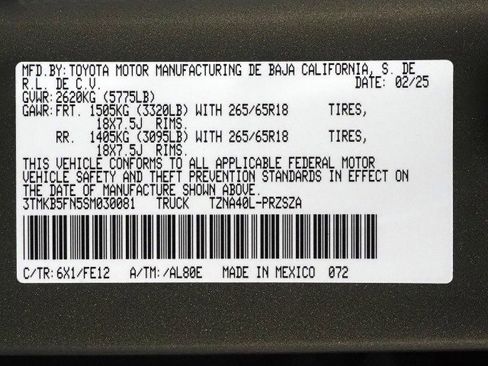 MFD.BY:TOYOTA MOTOR MANUFACTURING DE BAJA CALIFORNIA, S. DE
R.L. DE C.V. DATE: 02/25
GVWR:2620KG (5775LB)
GAWR:FRT. 1505KG (3320LB) WITH 265/65R18 TIRES,
18X7.5J RIMS.
RR. 1405KG (3095LB) WITH 265/65R18 TIRES,
18X7.5J RIMS.
THIS VEHICLE CONFORMS TO ALL APPLICABLE FEDERAL MOTOR
VEHICLE SAFETY AND THEFT PREVENTION STANDARDS IN EFFECT ON
THE DATE OF MANUFACTURE SHOWN ABOVE.
3TMKB5FN5SM030081 TRUCK TZNA40L-PRZSZA
C/TR: 6X1/FE12 A/TM: /AL80E MADE IN MEXICO 072